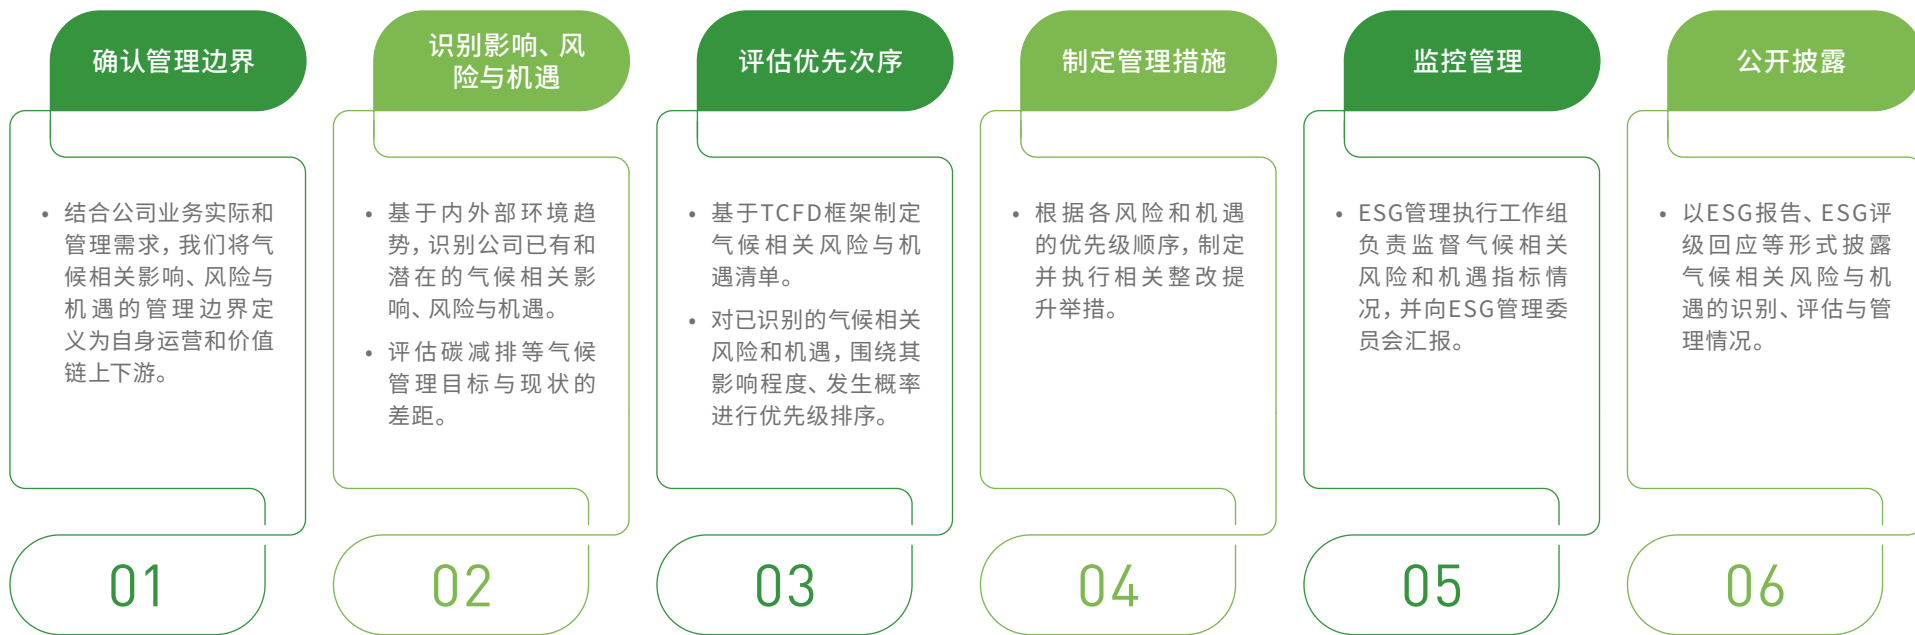 确认管理边界
• 结合公司业务实际和
管理需求，我们将气
候相关影响、风险与
机遇的管理边界定
义为自身运营和价值
链上下游。
01
识别影响、风
险与机遇
• 基于内外部环境趋
势，识别公司已有和
潜在的气候相关影
响、风险与机遇。
• 评估碳减排等气候
管理目标与现状的
差距。
02
评估优先次序
• 基于TCFD框架制定
气候相关风险与机
遇清单。
• 对已识别的气候相关
风险和机遇，围绕其
影响程度、发生概率
进行优先级排序。
03
制定管理措施
• 根据各风险和机遇
的优先级顺序，制定
并执行相关整改提
升举措。
04
监控管理
• ESG管理执行工作组
负责监督气候相关
风险和机遇指标情
况，并向ESG管理委
员会汇报。
05
公开披露
• 以ESG报告、ESG评
级回应等形式披露
气候相关风险与机
遇的识别、评估与管
理情况。
06